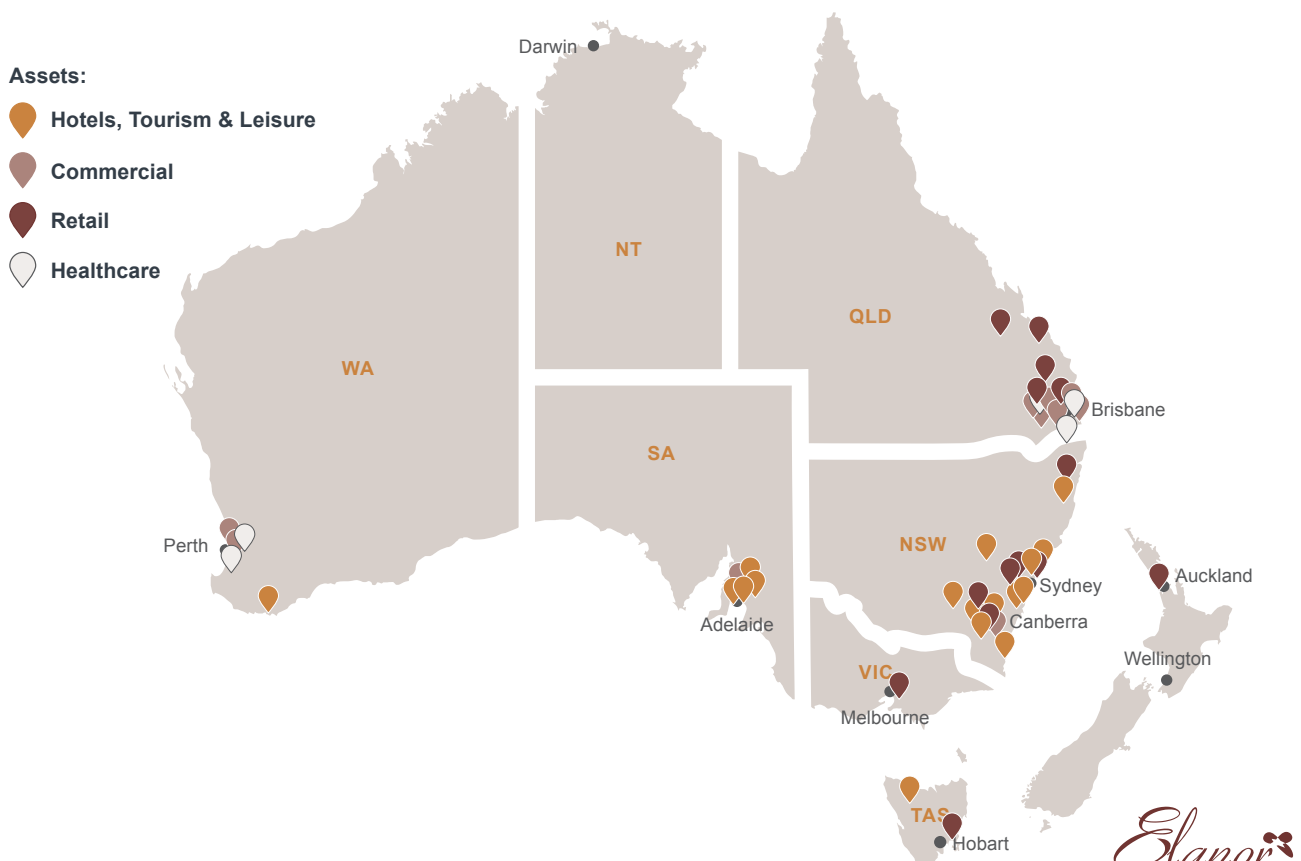 Assets:
Hotels, Tourism & Leisure
Commercial
Retail
Healthcare
Darwin
NT
QLD
WA
SA
Brisbane
NSW
Perth
Sydney
Auckland
Adelaide
Canberra
Wellington
VIC
Melbourne
TAS
Hobart
Elanor